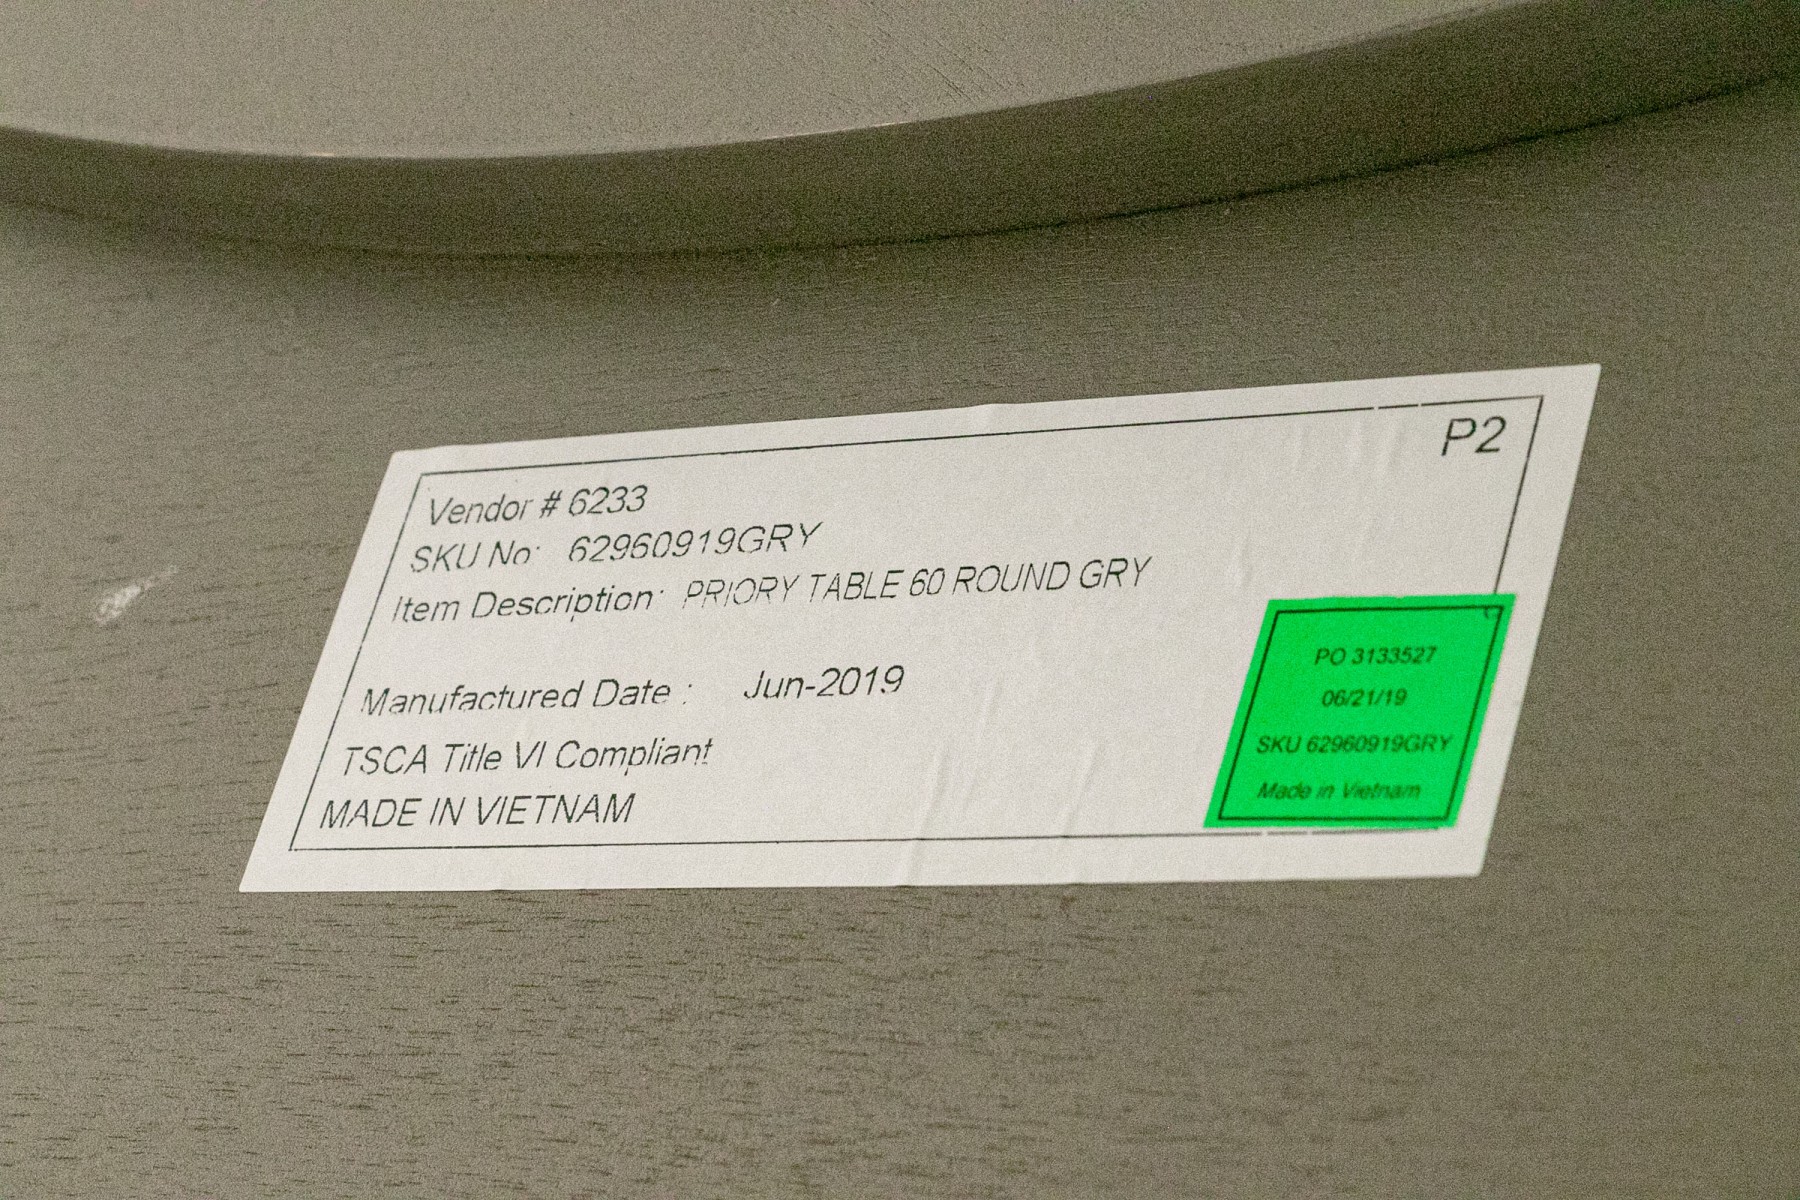 P2
Vendor # 6233
SKU No: 62960919GRY
Item Description: PRIORY TABLE 60 ROUND GRY
Manufactured Date : Jun-2019
TSCA Title VI Compliant
MADE IN VIETNAM
PO 3133527
06/21/19
SKU 62960919GRY
Made in Vietnam